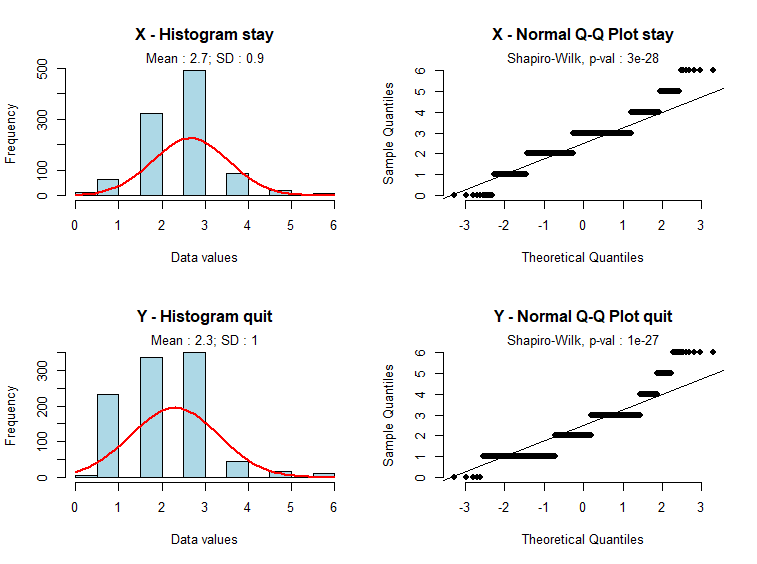 X - Histogram stay
Mean : 2.7; SD : 0.9
Frequency
500
300
100
0
0 1 2 3 4 5 6
Data values
X - Normal Q-Q Plot stay
Shapiro-Wilk, p-val : 3e-28
Sample Quantiles
6
5
4
3
2
1
0
-3 -2 -1 0 1 2 3
Theoretical Quantiles
Y - Histogram quit
Mean : 2.3; SD : 1
Frequency
300
100
0
0 1 2 3 4 5 6
Data values
Y - Normal Q-Q Plot quit
Shapiro-Wilk, p-val : 1e-27
Sample Quantiles
6
5
4
3
2
1
0
-3 -2 -1 0 1 2 3
Theoretical Quantiles